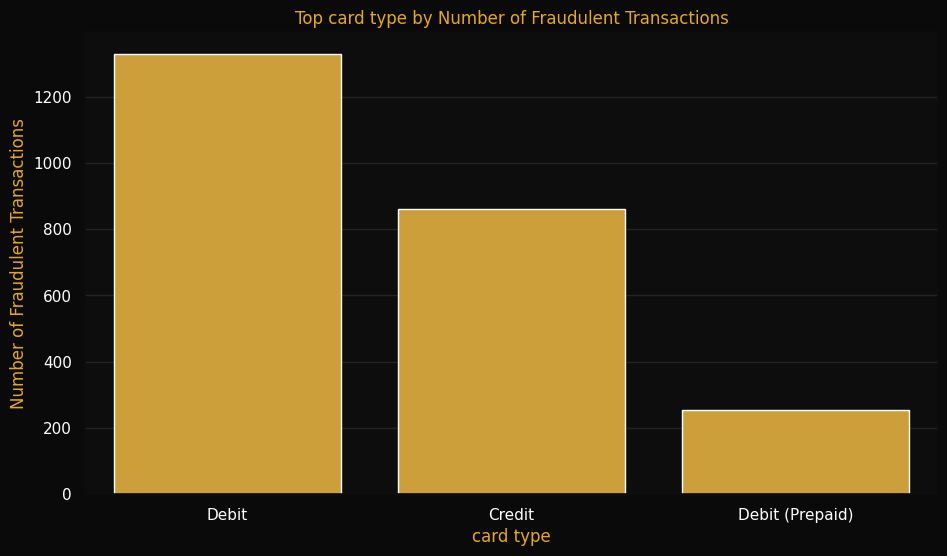 Top card type by Number of Fraudulent Transactions
Number of Fraudulent Transactions
1200
1000
800
600
400
200
0
Debit
Credit
Debit (Prepaid)
card type